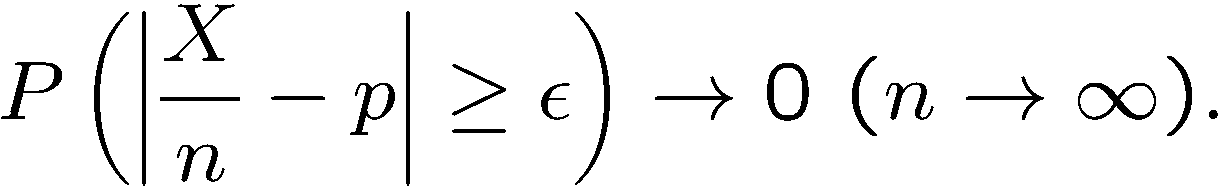 P(|X/n − p| ≥ ϵ) → 0 (n → ∞).